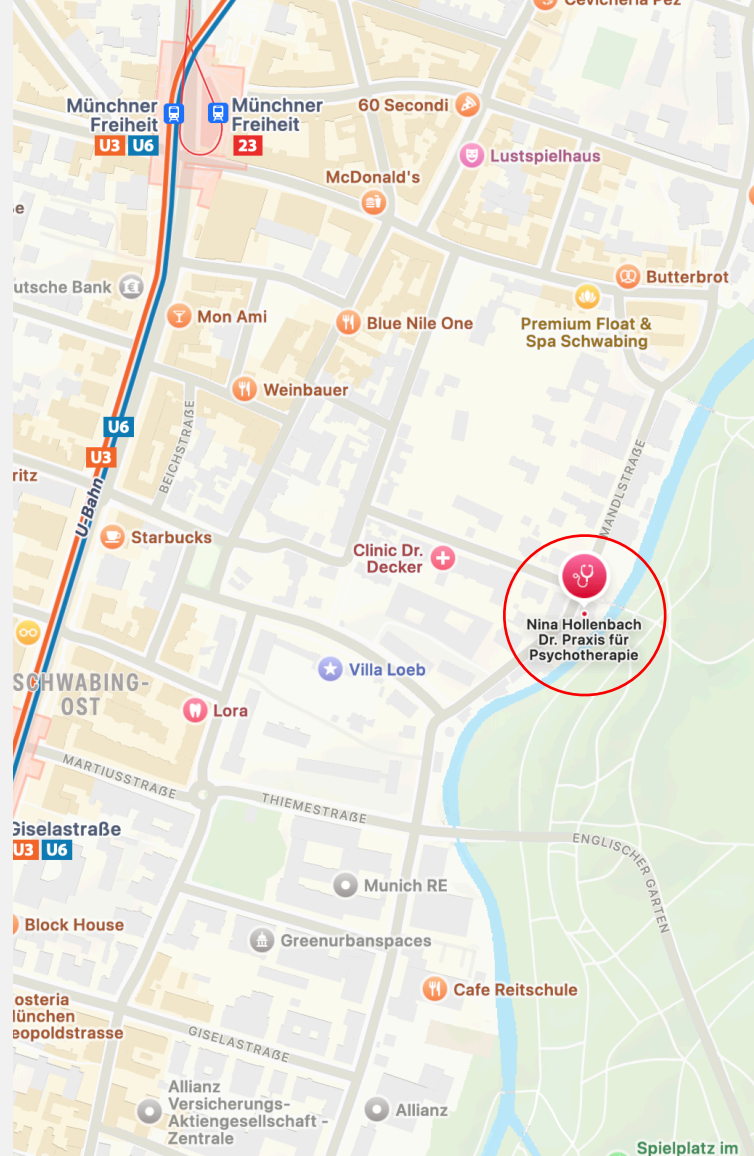 Cevicheria Pez
Münchner
Freiheit
U3 U6
Münchner
Freiheit
23
60 Secondi
Lustspielhaus
McDonald's
utsche Bank
Butterbrot
Mon Ami
Blue Nile One
Premium Float &
Spa Schwabing
Weinbauer
BEICHSTRASSE
U6
U3
U-Bahn
ritz
MANDLSTRASSE
Starbucks
Clinic Dr.
Decker
Nina Hollenbach
Dr. Praxis für
Psychotherapie
Villa Loeb
SCHWABING-
OST
Lora
MARTIUSSTRAẞE
THIEMESTRAẞE
ENGLISCHER GARTEN
Giselastraße
U3 U6
Munich RE
Block House
Greenurbanspaces
Cafe Reitschule
osteria
München
eopoldstrasse
GISELASTRAẞE
Allianz
Versicherungs-
Aktiengesellschaft -
Zentrale
Allianz
Spielplatz im